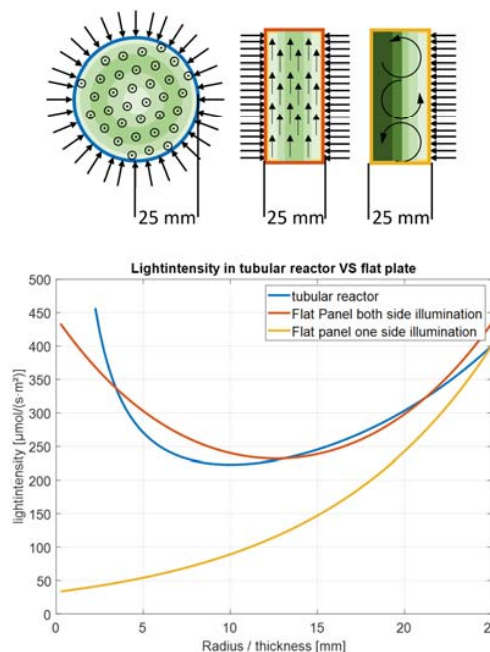 25 mm
25 mm
25 mm
Lightintensity in tubular reactor VS flat plate
tubular reactor
Flat Panel both side illumination
Flat panel one side illumination
500
450
400
350
300
250
200
150
100
50
0
lightintensity [µmol/(s·m²)]
0
5
10
15
20
25
Radius / thickness [mm]